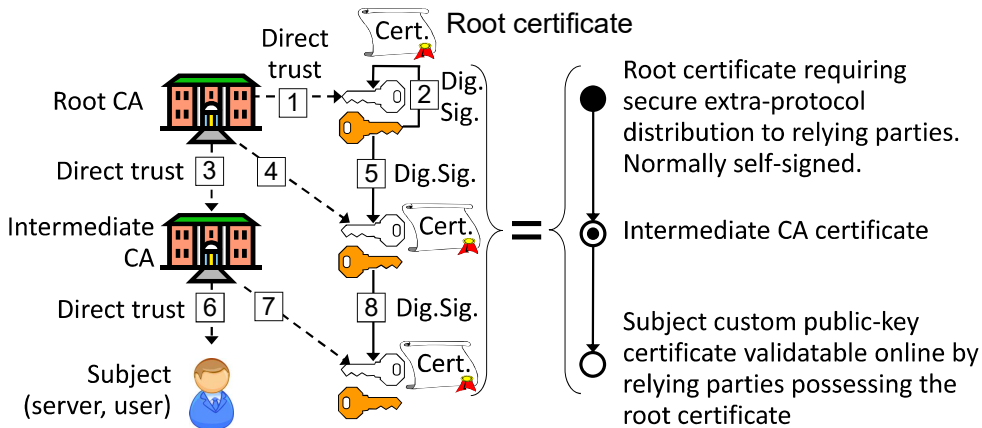 Cert.
Root certificate
Direct
trust
Root CA
1
2
Dig.
Sig.
Direct trust
3
4
5
Dig.Sig.
Intermediate
CA
Cert.
Direct trust
6
7
8
Dig.Sig.
Subject
(server, user)
Cert.
=
Root certificate requiring
secure extra-protocol
distribution to relying parties.
Normally self-signed.
Intermediate CA certificate
Subject custom public-key
certificate validatable online by
relying parties possessing the
root certificate